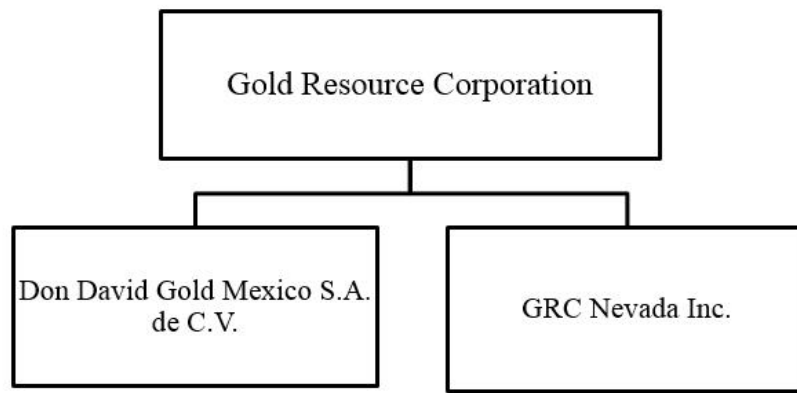 Gold Resource Corporation
Don David Gold Mexico S.A.
de C.V.
GRC Nevada Inc.